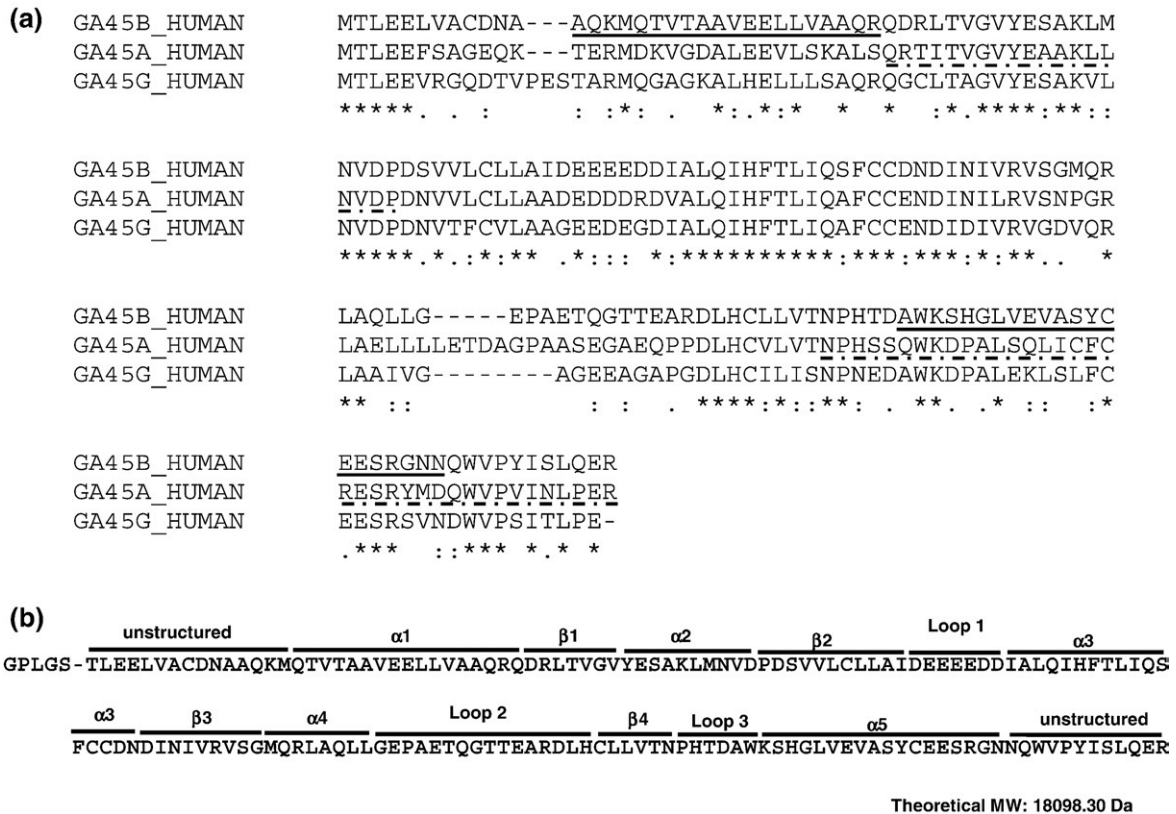 (a)
GA45B_HUMAN MTLEELVACDNA---AQKMQTVTAAVEELLVAAQRQDRLTVGVYESAKLM
GA45A_HUMAN MTLEEFSAGEQK---TERMDKVGDALEEVLSKALSQRTITVGVYEAAKLL
GA45G_HUMAN MTLEEVRGQDTVPESTARMQGAGKALHELLLSAQRQGCLTAGVYESAKVL
*****. . : : :*: . *:.*:* * :*.****:**::
GA45B_HUMAN NVDPDSVVLCLLAIDEEEEDDIALQIHFTLIQSFCCDNDINIVRVSGMQR
GA45A_HUMAN NVDPDNVVLCLLAADEDDDRDVALQIHFTLIQAFCCENDINILRVSNPGR
GA45G_HUMAN NVDPDNVTFCVLAAGEEDEGDIALQIHFTLIQAFCCENDIDIVRVGDVQR
*****.*.:*:** .*::: *:**********:***:***:*:**.. *
GA45B_HUMAN LAQLLG-----EPAETQGTTEARDLHCLLVTNPHTDAWKSHGLVEVASYC
GA45A_HUMAN LAELLLLETDAGPAASEGAEQPPDLHCVLVTNPHSSQWKDPALSQLICFC
GA45G_HUMAN LAAIVG--------AGEEAGAPGDLHCILISNPNEDAWKDPALEKLSLFC
** :: : : . ****:*:**: . **. .* :: :*
GA45B_HUMAN EESRGNNQWVPYISLQER
GA45A_HUMAN RESRYMDQWVPVINLPER
GA45G_HUMAN EESRSVNDWVPSITLPE-
.*** ::*** *.* *
(b)
unstructured α1 β1 α2 β2 Loop 1 α3
GPLGS-TLEELVACDNAAQKMQTVTAAVEELLVAAQRQDRLTVGVYESAKLMNVDPDSVVLCLLAIDEEEEDDIALQIHFTLIQS
α3 β3 α4 Loop 2 β4 Loop 3 α5 unstructured
FCCDNDINIVRVSGMQRLAQLLGEPAETQGTTEARDLHCLLVTNPHTDAWKSHGLVEVASYCEESRGNNQWVPYISLQER
Theoretical MW: 18098.30 Da